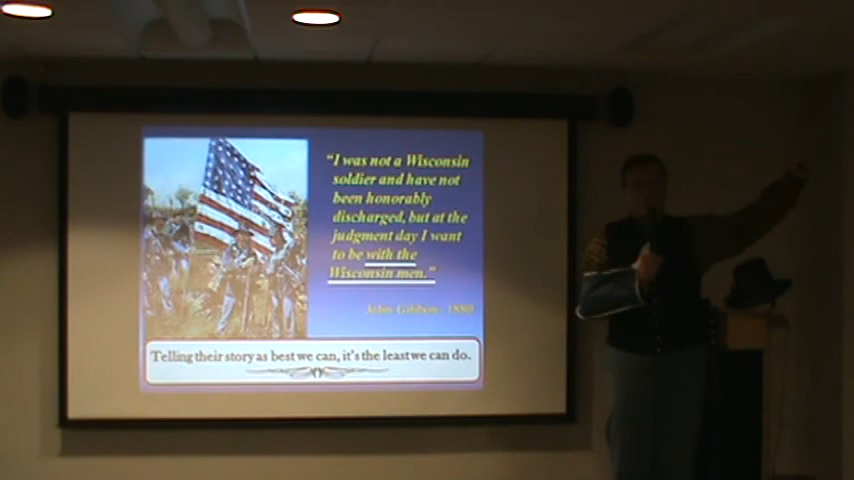 "I was not a Wisconsin
soldier and have not
been honorably
discharged, but at the
judgment day I want
to be with the
Wisconsin men."
John Gibbon, 1880
Telling their story as best we can, it's the least we can do.